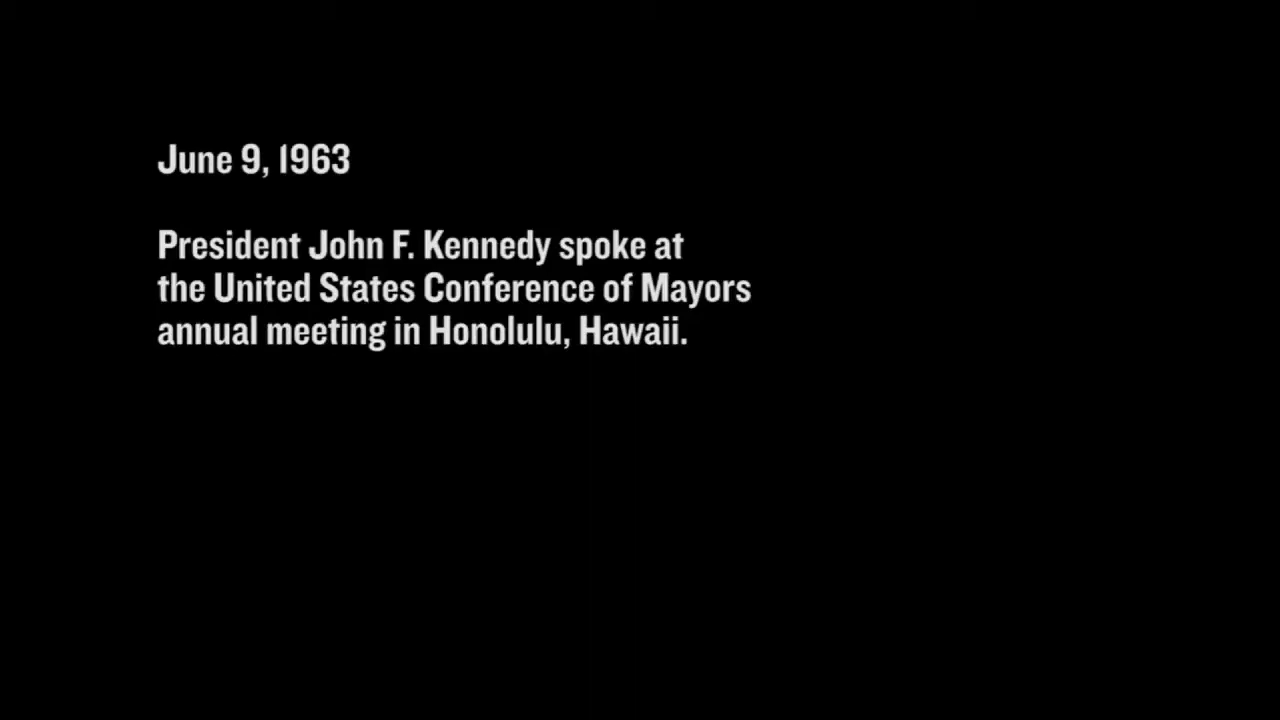 June 9, 1963
President John F. Kennedy spoke at
the United States Conference of Mayors
annual meeting in Honolulu, Hawaii.